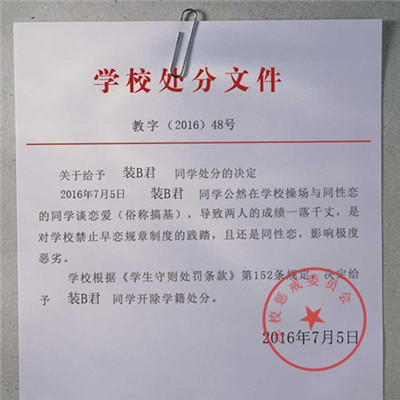 学校处分文件
教字（2016）48号
关于给予 装B君 同学处分的决定
2016年7月5日 装B君 同学公然在学校操场与同性恋
的同学谈恋爱（俗称搞基），导致两人的成绩一落千丈，是
对学校禁止早恋规章制度的践踏，且还是同性恋，影响极度
恶劣。
学校根据《学生守则处罚条款》第152条规定，决定给
予 装B君 同学开除学籍处分。
学校惩戒委员会
2016年7月5日